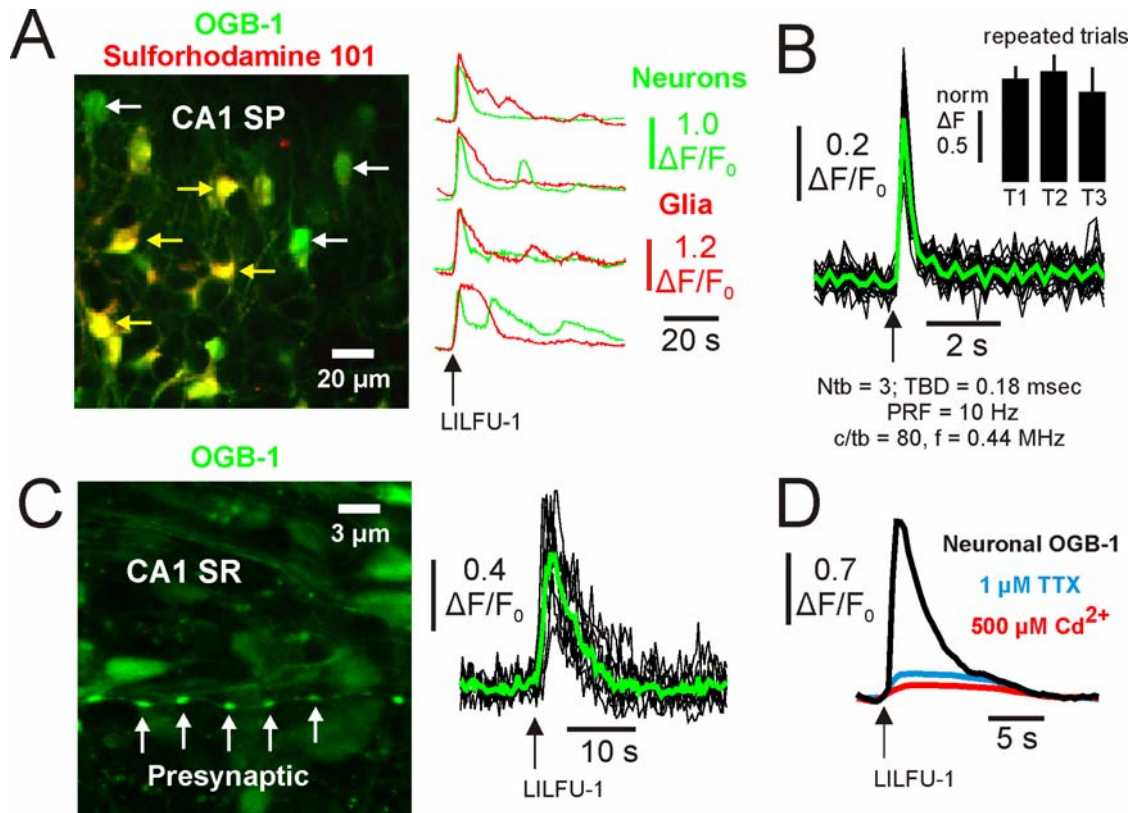 A
OGB-1
Sulforhodamine 101
CA1 SP
20 µm
Neurons
1.0
ΔF/F₀
Glia
1.2
ΔF/F₀
20 s
LILFU-1
B
repeated trials
norm
ΔF
0.5
T1 T2 T3
0.2
ΔF/F₀
2 s
Ntb = 3; TBD = 0.18 msec
PRF = 10 Hz
c/tb = 80, f = 0.44 MHz
C
OGB-1
3 µm
CA1 SR
Presynaptic
0.4
ΔF/F₀
10 s
LILFU-1
D
0.7
ΔF/F₀
Neuronal OGB-1
1 µM TTX
500 µM Cd²⁺
5 s
LILFU-1